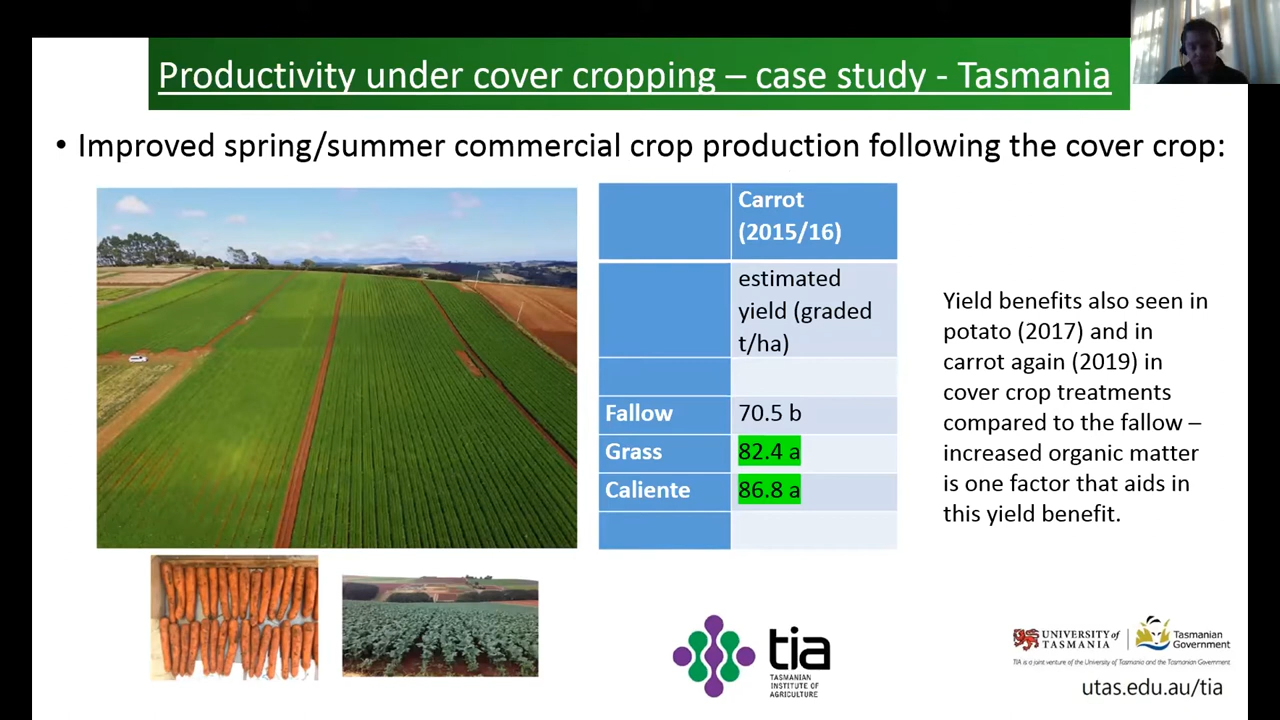 Productivity under cover cropping – case study - Tasmania
• Improved spring/summer commercial crop production following the cover crop:
Carrot
(2015/16)
estimated
yield (graded
t/ha)
Fallow 70.5 b
Grass 82.4 a
Caliente 86.8 a
Yield benefits also seen in
potato (2017) and in
carrot again (2019) in
cover crop treatments
compared to the fallow –
increased organic matter
is one factor that aids in
this yield benefit.
tia
TASMANIAN
INSTITUTE OF
AGRICULTURE
UNIVERSITY of
TASMANIA
Tasmanian
Government
TIA is a joint venture of the University of Tasmania and the Tasmanian Government
utas.edu.au/tia